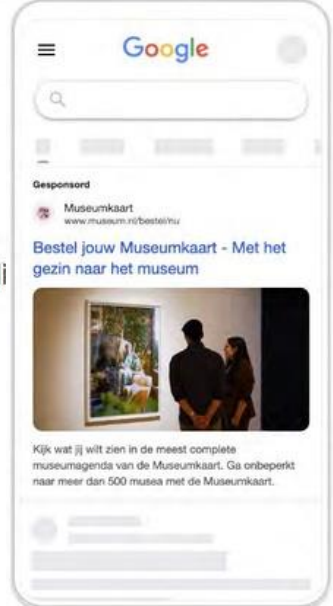 Google
Gesponsord
Museumkaart
www.museum.nl/bestel/nu
Bestel jouw Museumkaart - Met het
gezin naar het museum
Kijk wat jij wilt zien in de meest complete
museumagenda van de Museumkaart. Ga onbeperkt
naar meer dan 500 musea met de Museumkaart.